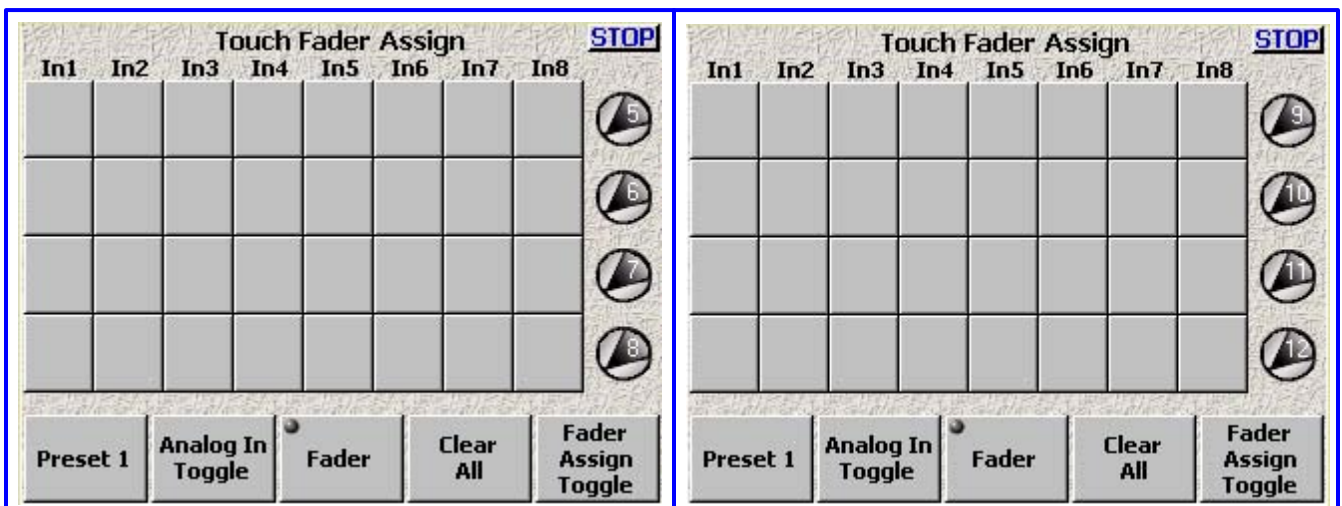 Touch Fader Assign STOP
In1 In2 In3 In4 In5 In6 In7 In8
5
6
7
8
Preset 1
Analog In
Toggle
Fader
Clear
All
Fader
Assign
Toggle
Touch Fader Assign STOP
In1 In2 In3 In4 In5 In6 In7 In8
9
10
11
12
Preset 1
Analog In
Toggle
Fader
Clear
All
Fader
Assign
Toggle